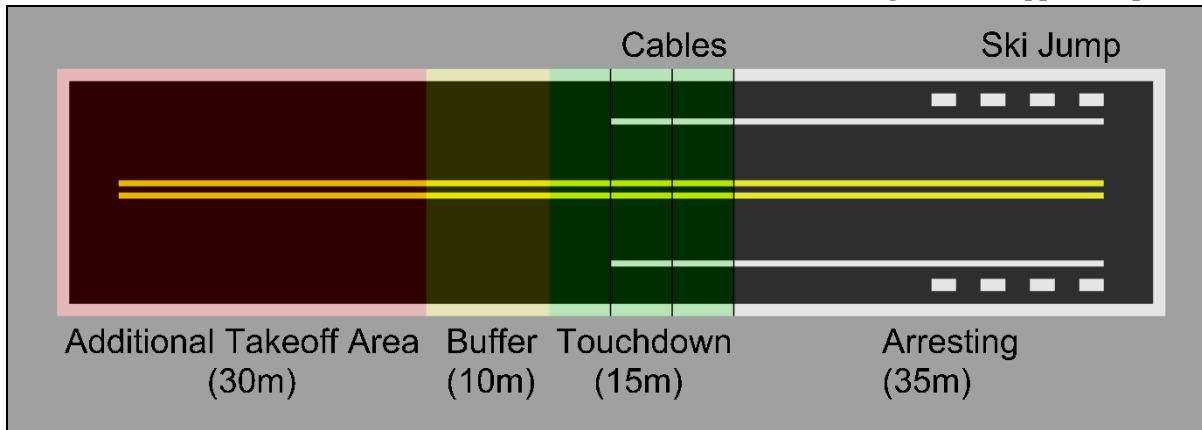 Cables
Ski Jump
Additional Takeoff Area
(30m)
Buffer
(10m)
Touchdown
(15m)
Arresting
(35m)